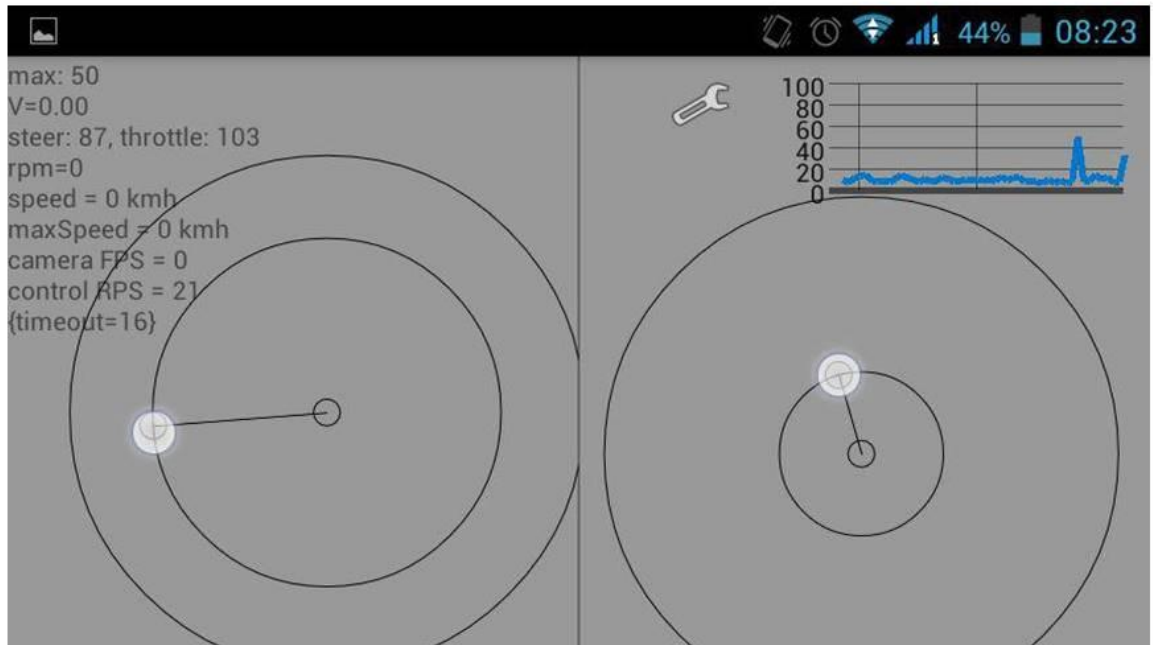 44% 08:23
max: 50
V=0.00
steer: 87, throttle: 103
rpm=0
speed = 0 kmh
maxSpeed = 0 kmh
camera FPS = 0
control RPS = 21
{timeout=16}
100
80
60
40
20
0
1